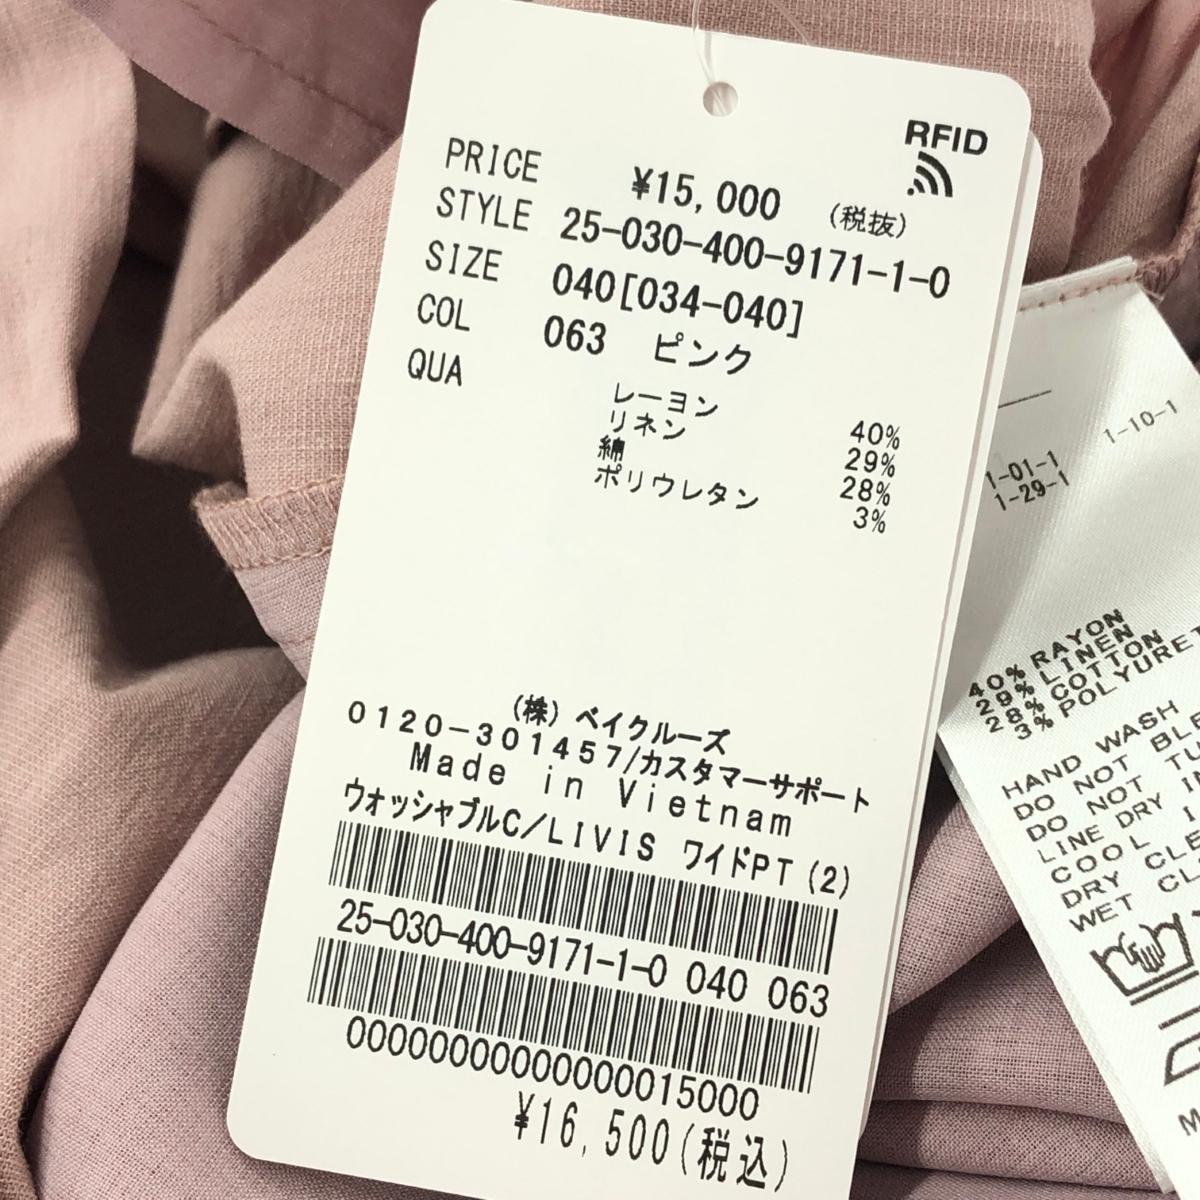 RFID
PRICE ¥15,000 (税抜)
STYLE 25-030-400-9171-1-0
SIZE 040[034-040]
COL 063 ピンク
QUA
レーヨン 40%
リネン 29%
綿 28%
ポリウレタン 3%
(株)ベイクルーズ
0120-301457/カスタマーサポート
Made in Vietnam
ウォッシャブルC/LIVIS ワイドPT(2)
25-030-400-9171-1-0 040 063
00000000000000015000
¥16,500(税込)
1-10-1
1-01-1
1-29-1
40% RAYON
29% LINEN
28% COTTON
3% POLYURET
HAND WASH
DO NOT BLE
DO NOT TU
LINE DRY I
COOL I
DRY CLE
WET CL